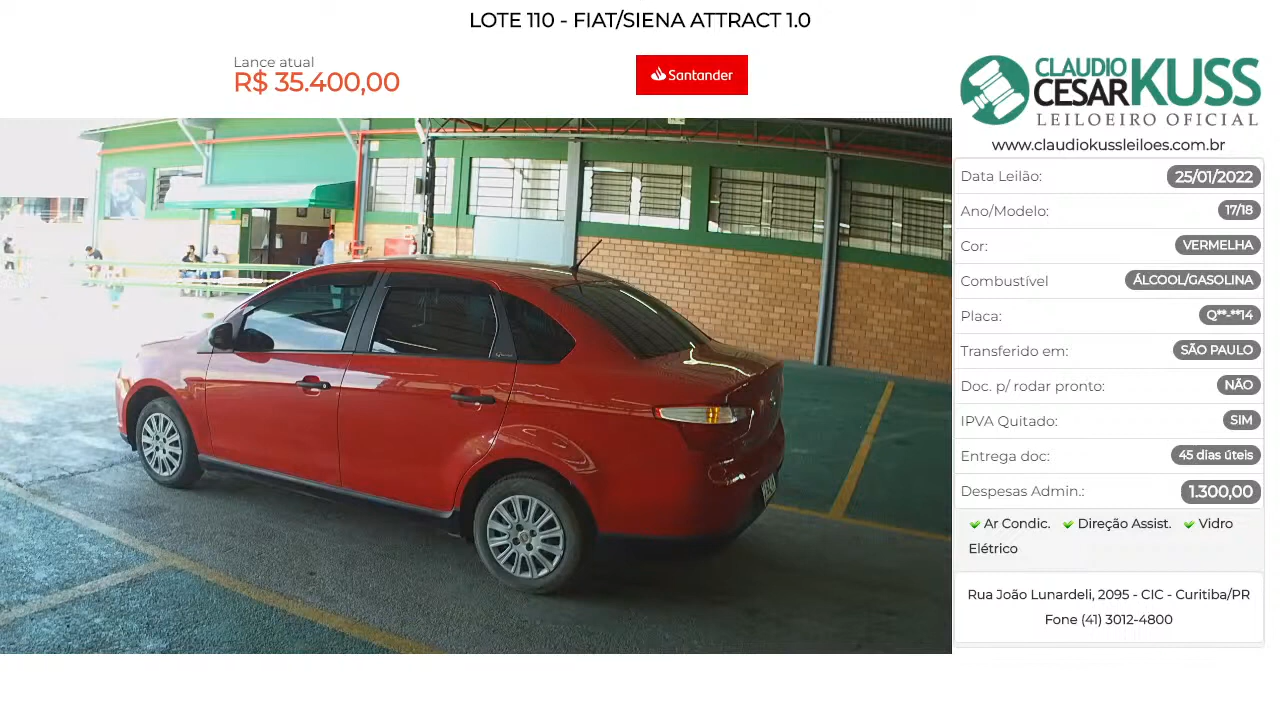 LOTE 110 - FIAT/SIENA ATTRACT 1.0
Lance atual
R$ 35.400,00
Santander
CLAUDIO
CESAR
KUSS
LEILOEIRO OFICIAL
www.claudiokussleiloes.com.br
Data Leilão: 25/01/2022
Ano/Modelo: 17/18
Cor: VERMELHA
Combustível ÁLCOOL/GASOLINA
Placa: Q**-**14
Transferido em: SÃO PAULO
Doc. p/ rodar pronto: NÃO
IPVA Quitado: SIM
Entrega doc: 45 dias úteis
Despesas Admin.: 1.300,00
Ar Condic. Direção Assist. Vidro
Elétrico
Rua João Lunardeli, 2095 - CIC - Curitiba/PR
Fone (41) 3012-4800